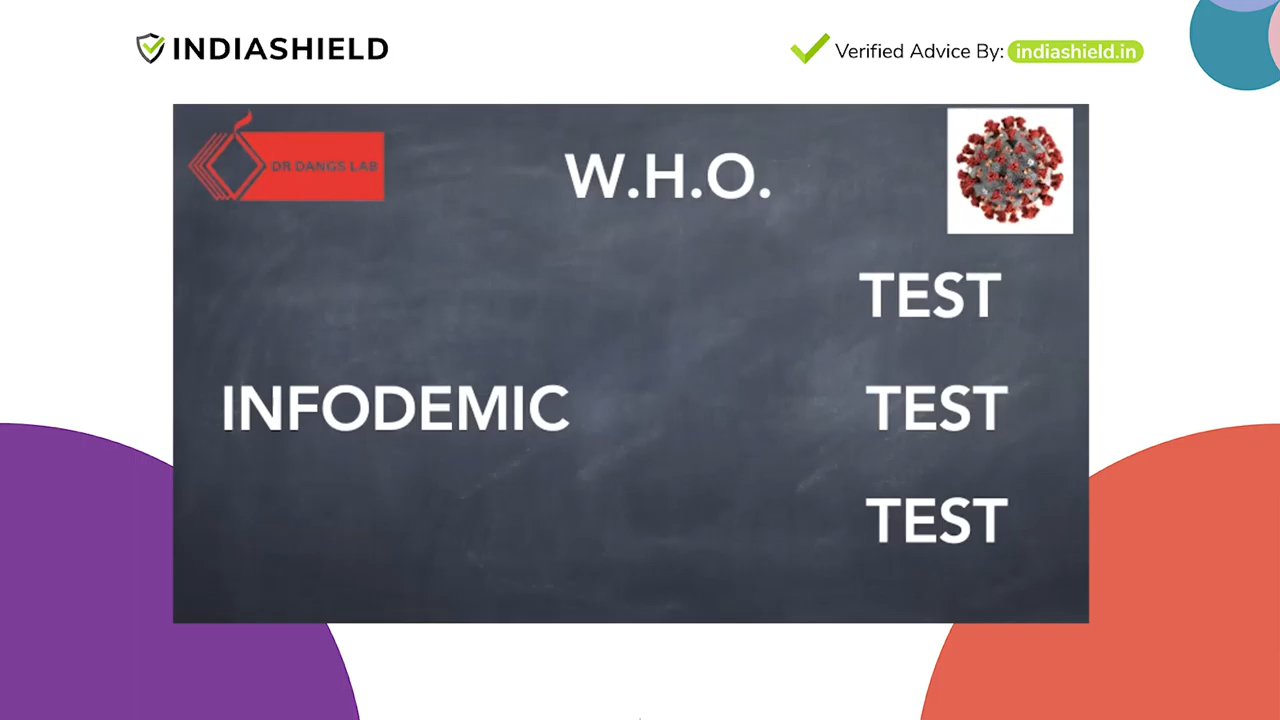 INDIASHIELD
Verified Advice By: indiashield.in
DR DANGS LAB
W.H.O.
TEST
INFODEMIC
TEST
TEST